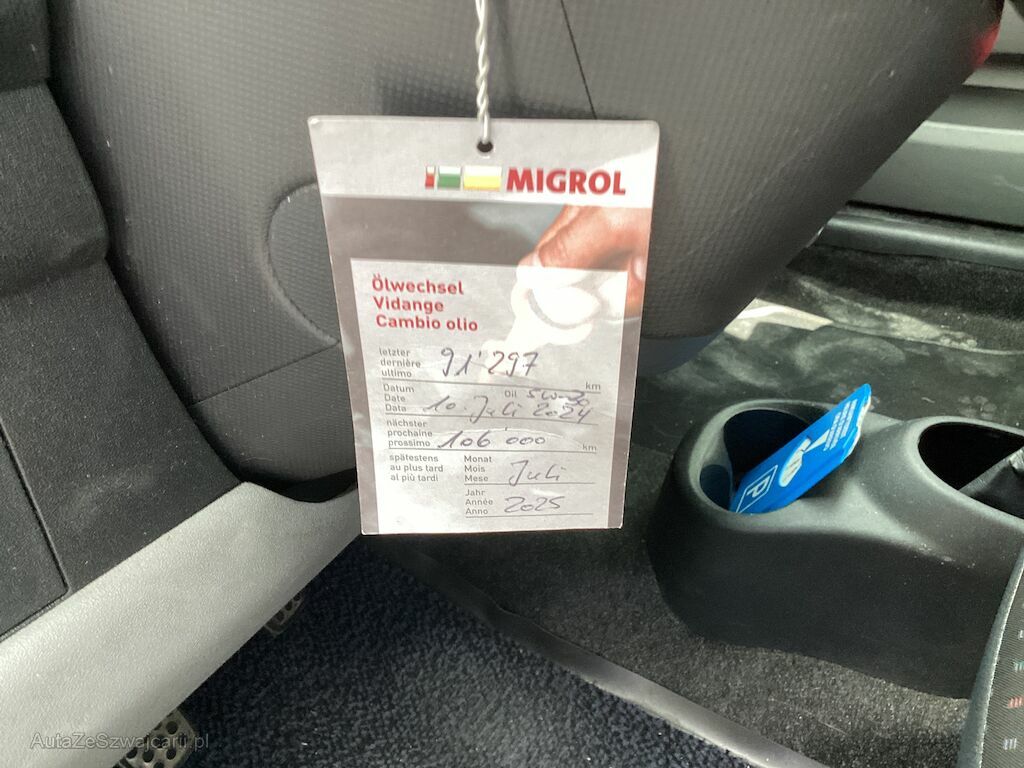 MIGROL
Ölwechsel
Vidange
Cambio olio
letzter
dernière
ultimo
91'297
km
Datum
Date
Data
Oil 5W-30
10. Juli 2024
nächster
prochaine
prossimo
106'000
km
spätestens
au plus tard
al più tardi
Monat
Mois
Mese
Juli
Jahr
Année
Anno
2025
P
AutaZeSzwajcarii.pl